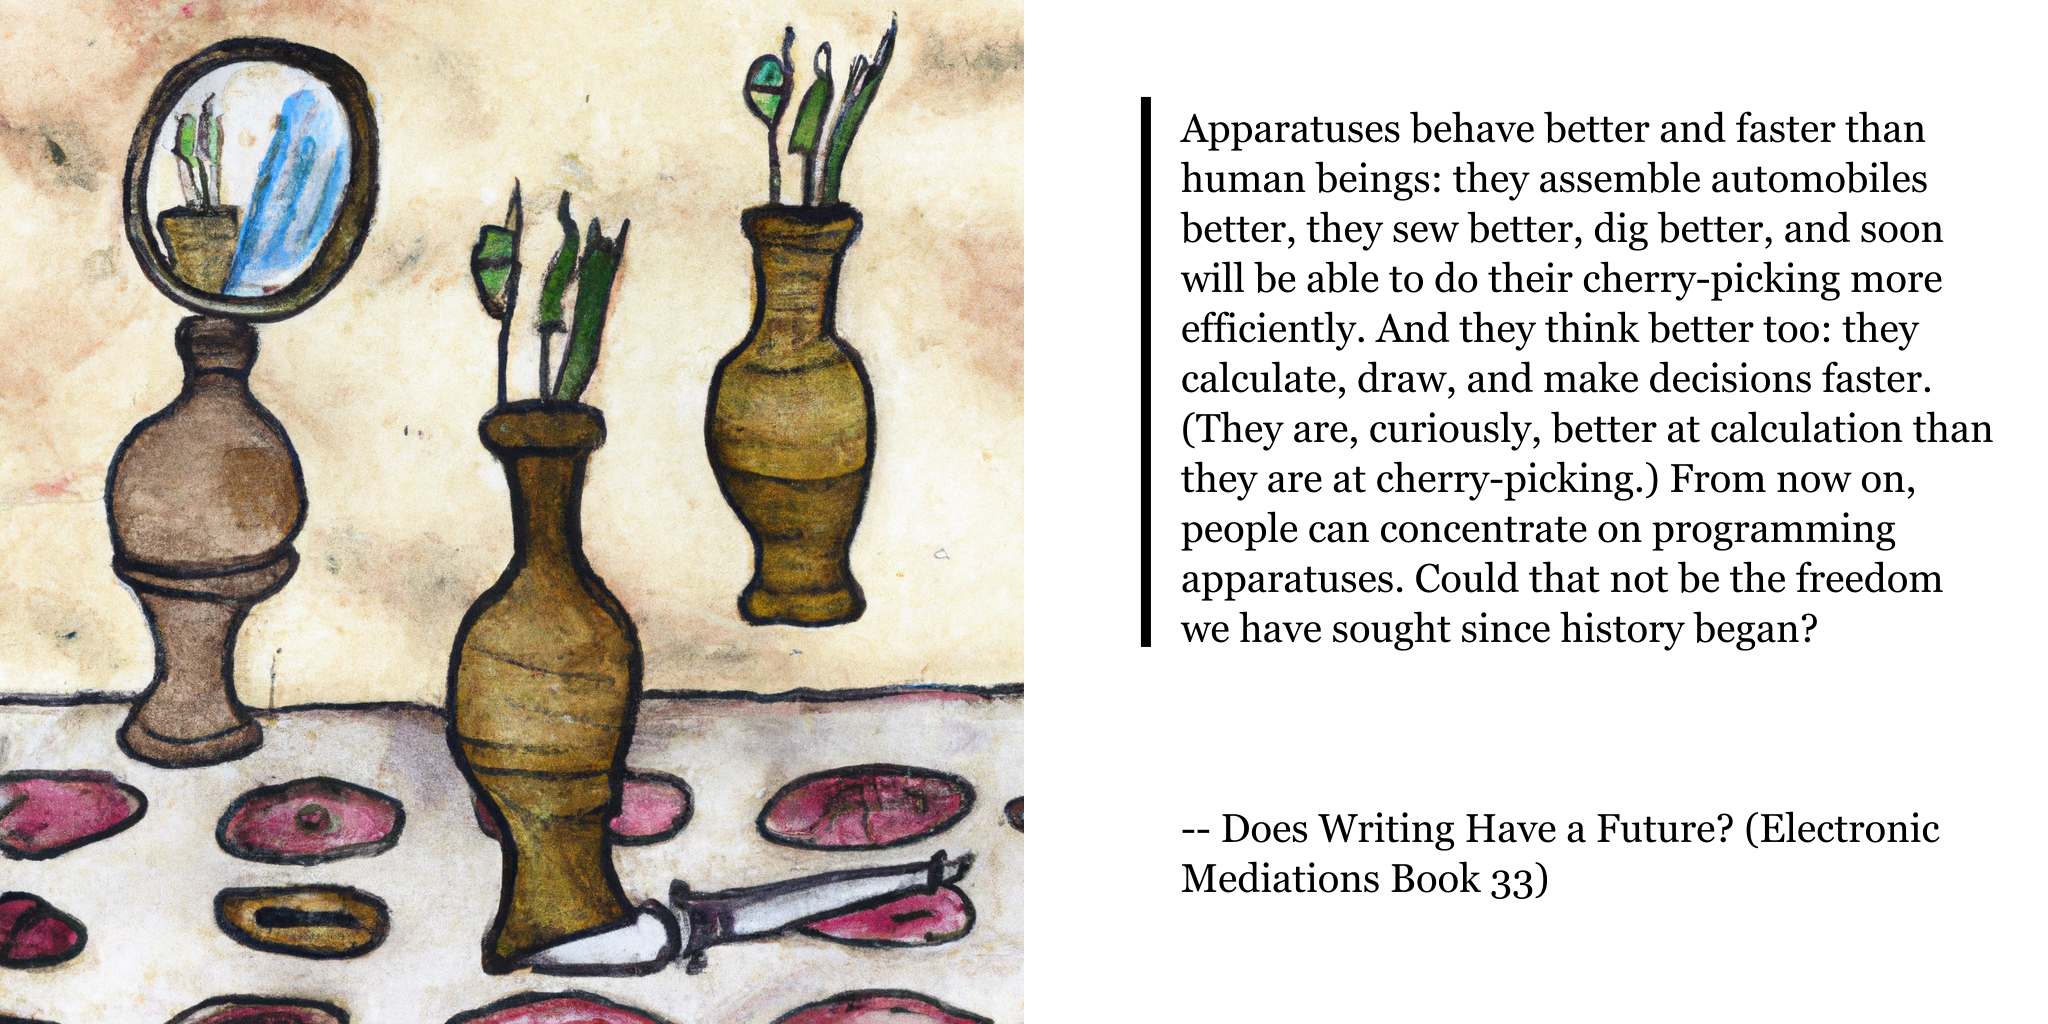 Apparatuses behave better and faster than
human beings: they assemble automobiles
better, they sew better, dig better, and soon
will be able to do their cherry-picking more
efficiently. And they think better too: they
calculate, draw, and make decisions faster.
(They are, curiously, better at calculation than
they are at cherry-picking.) From now on,
people can concentrate on programming
apparatuses. Could that not be the freedom
we have sought since history began?
-- Does Writing Have a Future? (Electronic
Mediations Book 33)